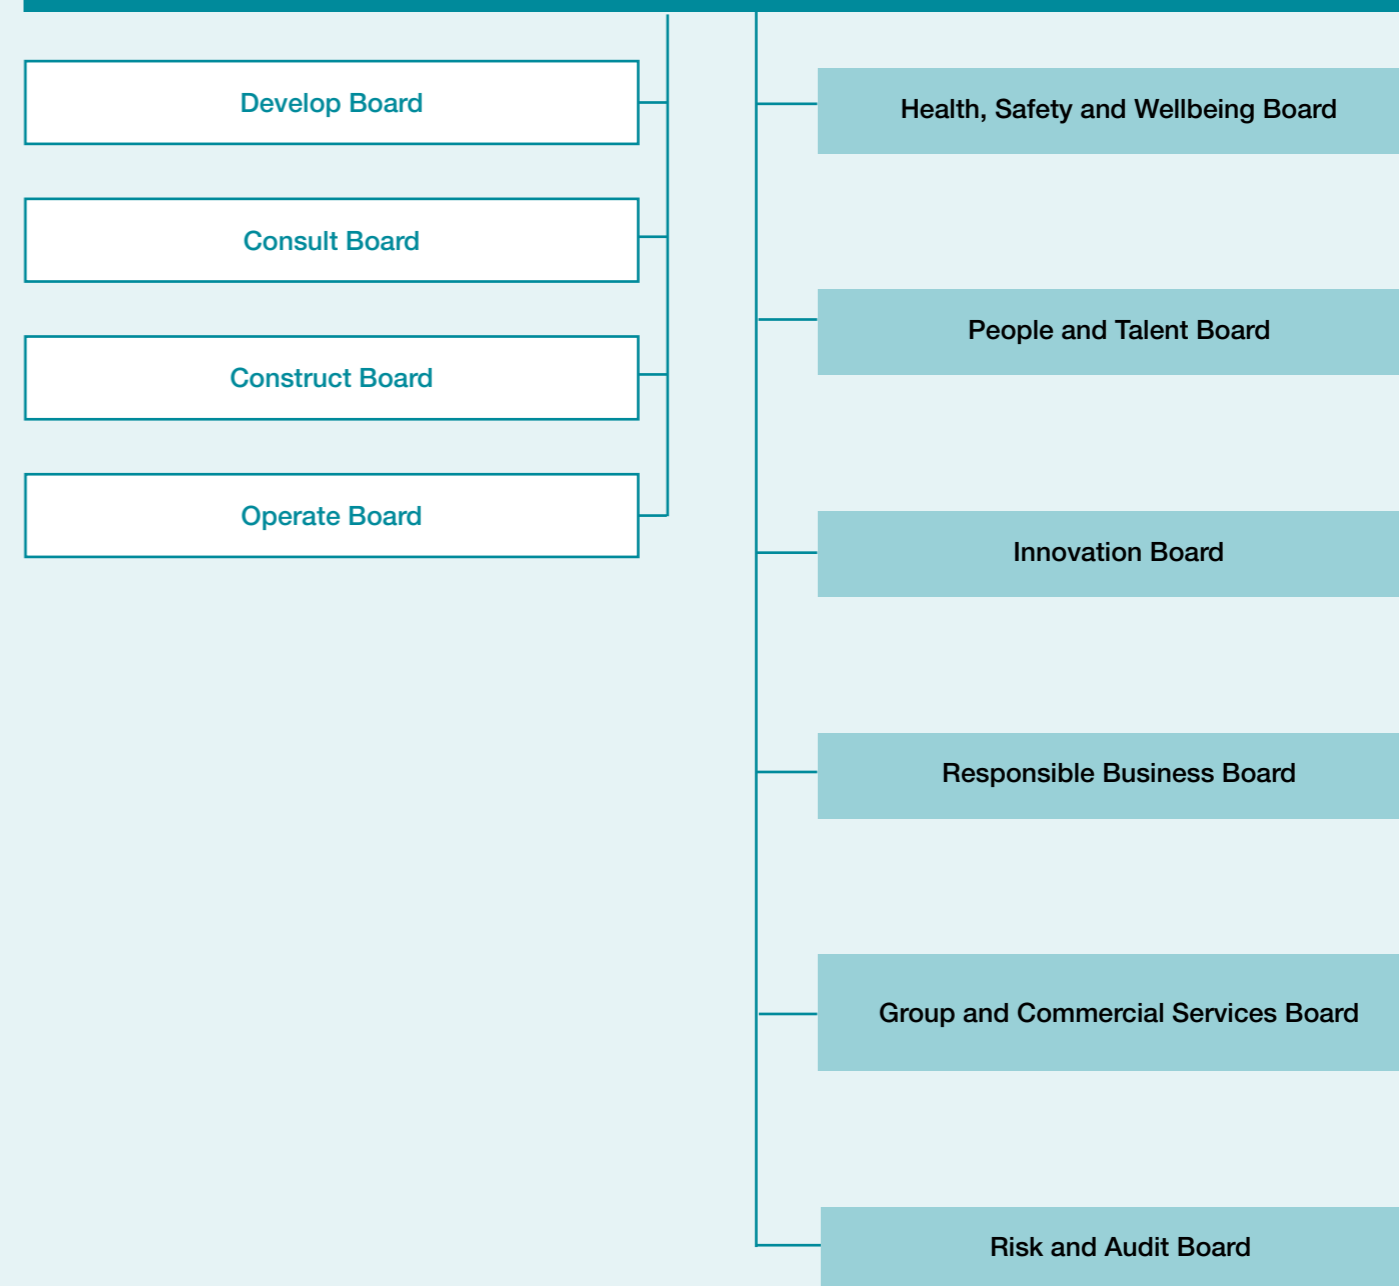 Develop Board
Consult Board
Construct Board
Operate Board
Health, Safety and Wellbeing Board
People and Talent Board
Innovation Board
Responsible Business Board
Group and Commercial Services Board
Risk and Audit Board